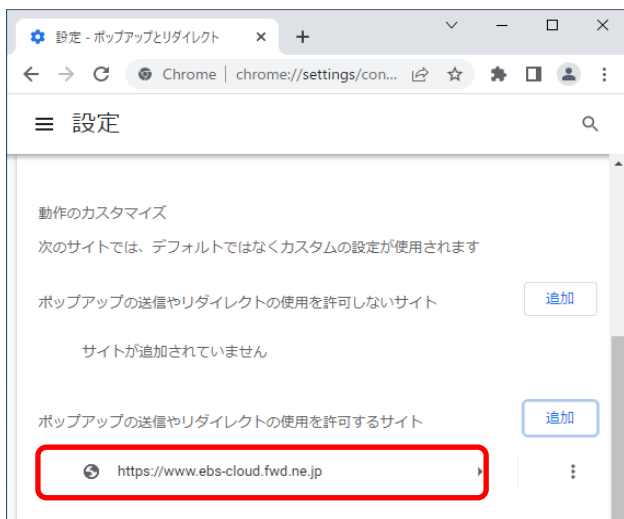 設定 - ポップアップとリダイレクト
Chrome | chrome://settings/con...
設定
動作のカスタマイズ
次のサイトでは、デフォルトではなくカスタムの設定が使用されます
ポップアップの送信やリダイレクトの使用を許可しないサイト 追加
サイトが追加されていません
ポップアップの送信やリダイレクトの使用を許可するサイト 追加
https://www.ebs-cloud.fwd.ne.jp